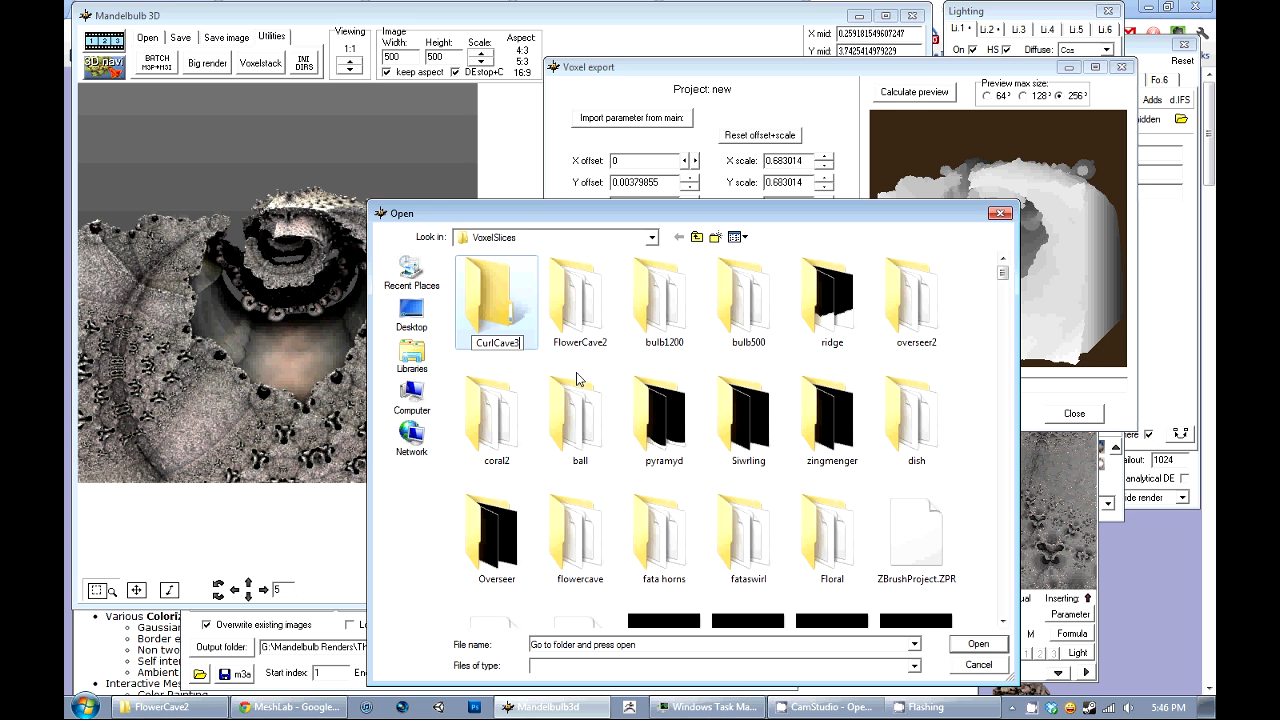 Mandelbulb 3D
Open Save Save image Utilities
BATCH
M3P+M3I
Big render
Voxelstack
INI
DIRS
3D navi
Viewing
1:1
Image
Width: Height: Scale:
500 500
keep aspect DEstop+C
Aspect
4:3
5:3
16:9
X mid: 0.259181549607247
Y mid: 3.7425414979229
Lighting
Li.1 Li.2 Li.3 Li.4 Li.5 Li.6
On HS Diffuse: Cos
Reset
Fo.6
Adds d.IFS
Voxel export
Project: new
Import parameter from main:
Reset offset+scale
X offset: 0
X scale: 0.683014
Y offset: 0.00379855
Y scale: 0.683014
Calculate preview
Preview max size:
64³ 128³ 256³
Close
Open
Look in: VoxelSlices
Recent Places
Desktop
Libraries
Computer
Network
CurlCave3 FlowerCave2 bulb1200 bulb500 ridge overseer2
coral2 ball pyramyd Siwrling zingmenger dish
Overseer flowercave fata horns fataswirl Floral ZBrushProject.ZPR
File name: Go to folder and press open
Files of type:
Open
Cancel
1024
analytical DE
5
Inserting:
Parameter
Formula
M 1 2 3 Light
Various
Gaussian
Border
Non two
Self inter
Ambient
Interactive Mes
Overwrite existing images
Output folder: G:\Mandelbulb Renders\Th
m3a
Start index: 1
FlowerCave2
MeshLab - Google...
Mandelbulb3d
Windows Task Ma...
CamStudio - Ope...
Flashing
5:46 PM